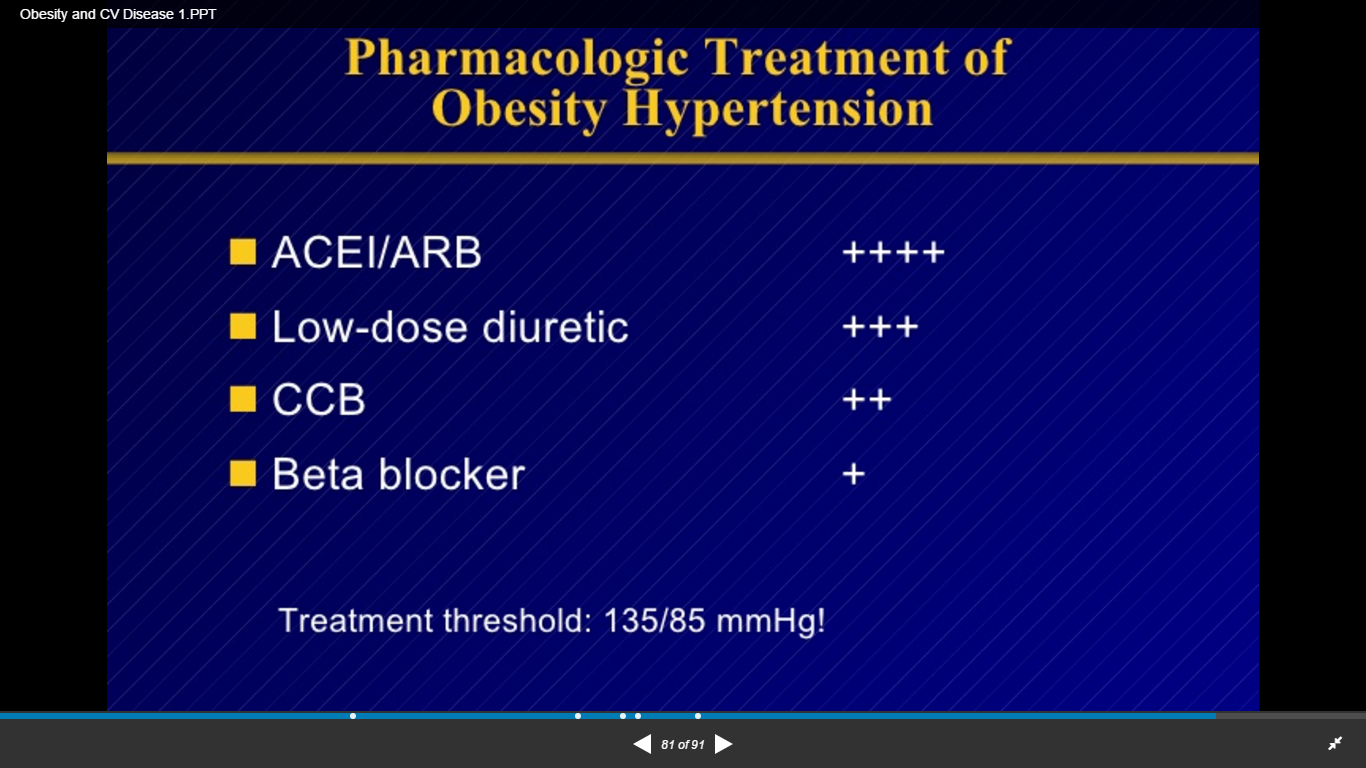 Obesity and CV Disease 1.PPT
Pharmacologic Treatment of
Obesity Hypertension
ACEI/ARB ++++
Low-dose diuretic +++
CCB ++
Beta blocker +
Treatment threshold: 135/85 mmHg!
81 of 91